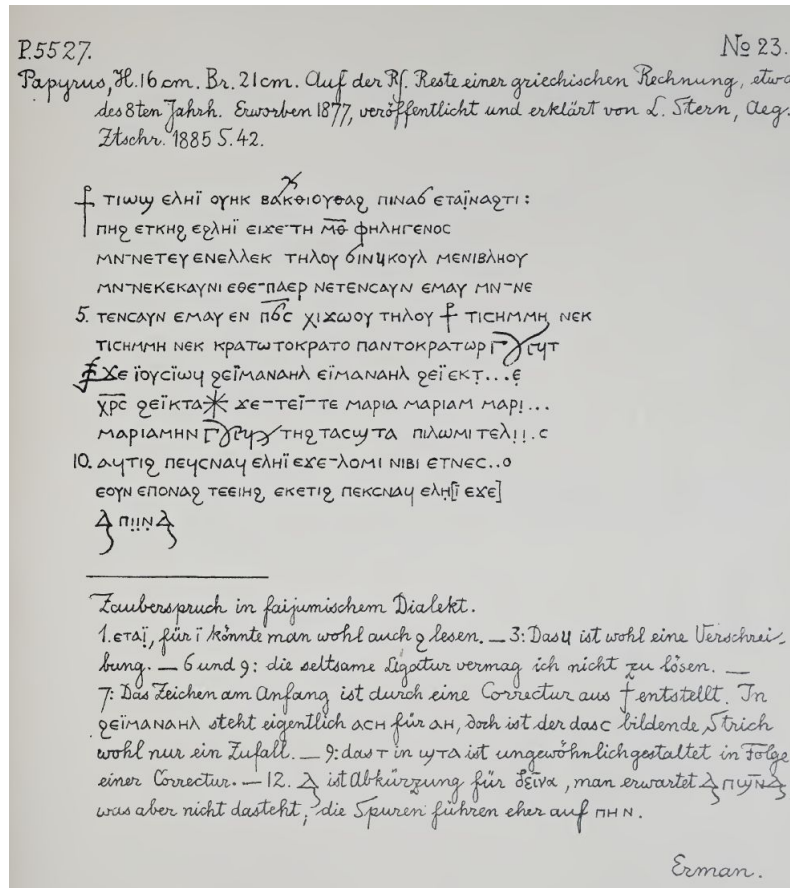 P.5527.
№ 23.
Papyrus, H. 16 cm. Br. 21 cm. Auf der Rſ. Reste einer griechischen Rechnung, etwa
des 8ten Jahrh. Erworben 1877, veröffentlicht und erklärt von L. Stern, Aeg.
Ztschr. 1885 S. 42.
ⲧⲓⲱϣ ⲉⲗⲏⲓ̈ ⲟⲩⲏⲕ ⲃⲁⲕⲑⲓⲟⲩⲑⲁϩ ⲡⲓⲛⲁϭ ⲉⲧⲁⲓ̈ⲛⲁϩⲧⲓ :
ⲡⲏϩ ⲉⲧⲕⲏϩ ⲉϩⲗⲏⲓ̈ ⲉⲓϫⲉ-ⲧⲏ ⲙ̅ⲑ̅ ⲫⲏⲗⲏⲅⲉⲛⲟⲥ
ⲙⲛ-ⲛⲉⲧⲉⲩ ⲉⲛⲉⲗⲗⲉⲕ ⲧⲏⲗⲟⲩ ϭⲓⲛϥⲕⲟⲩⲗ ⲙⲉⲛⲓⲃⲗⲏⲟⲩ
ⲙⲛ-ⲛⲉⲕⲉⲕⲁⲩⲛⲓ ⲉⲑⲉ-ⲡⲁⲉⲣ ⲛⲉⲧⲉⲛⲥⲁⲩⲛ ⲉⲙⲁⲩ ⲙⲛ-ⲛⲉ
5. ⲧⲉⲛⲥⲁⲩⲛ ⲉⲙⲁⲩ ⲉⲛ ⲡ̅ϭ̅ⲥ̅ ⲭⲓⲭⲱⲟⲩ ⲧⲏⲗⲟⲩ ⳨ ⲧⲓⲥⲏⲙⲙⲏ ⲛⲉⲕ
ⲧⲓⲥⲏⲙⲙⲏ ⲛⲉⲕ ⲕⲣⲁⲧⲱⲧⲟⲕⲣⲁⲧⲟ ⲡⲁⲛⲧⲟⲕⲣⲁⲧⲱⲣ
ϫⲉ ⲓ̈ⲟⲩⲥⲓ̈ⲱϥ ϩⲉⲓ̈ⲙⲁⲛⲁⲏⲗ ⲉⲓ̈ⲙⲁⲛⲁⲏⲗ ϩⲉⲓ̈ ⲉⲕⲧ...ⲉ
ⲭ̅ⲣ̅ⲥ̅ ϩⲉⲓ̈ⲕⲧⲁ ϫⲉ-ⲧⲉⲓ̈-ⲧⲉ ⲙⲁⲣⲓⲁ ⲙⲁⲣⲓⲁⲙ ⲙⲁⲣⲓ...
ⲙⲁⲣⲓⲁⲙⲏⲛ ⲧⲏϩ ⲧⲁⲥϣⲧⲁ ⲡⲓⲗⲱⲙⲓ ⲧⲉⲗ!!.ⲥ
10. ⲁϥⲧⲓϩ ⲡⲉϥⲥⲛⲁϥ ⲉⲗⲏⲓ̈ ⲉϫⲉ-ⲗⲟⲙⲓ ⲛⲓⲃⲓ ⲉⲧⲛⲉⲥ..ⲟ
ⲉⲟⲩⲛ ⲉⲡⲟⲛⲁϩ ⲧⲉⲉⲓⲏϩ ⲉⲕⲉⲧⲓϩ ⲡⲉⲕⲥⲛⲁϥ ⲉⲗⲏ[ⲓ̈ ⲉϫⲉ]
ⲡ!!ⲛ
Zauberspruch in faijumischem Dialekt.
1. ⲉⲧⲁⲓ̈, für ⲓ̈ könnte man wohl auch ϩ lesen. — 3: Das ϥ ist wohl eine Verschrei-
bung. — 6 und 9: die seltsame Ligatur vermag ich nicht zu lösen. —
7: Das Zeichen am Anfang ist durch eine Correctur aus ⳨ entstellt. In
ϩⲉⲓ̈ⲙⲁⲛⲁⲏⲗ steht eigentlich ⲁⲥⲏ für ⲁⲏ, doch ist der das ⲥ bildende Strich
wohl nur ein Zufall. — 9: das ⲧ in ϣⲧⲁ ist ungewöhnlich gestaltet in Folge
einer Correctur. — 12. ist Abkürzung für δεῖνα, man erwartet ⲡϣⲛ̅
was aber nicht dasteht; die Spuren führen eher auf ⲡⲏⲛ.
Erman.